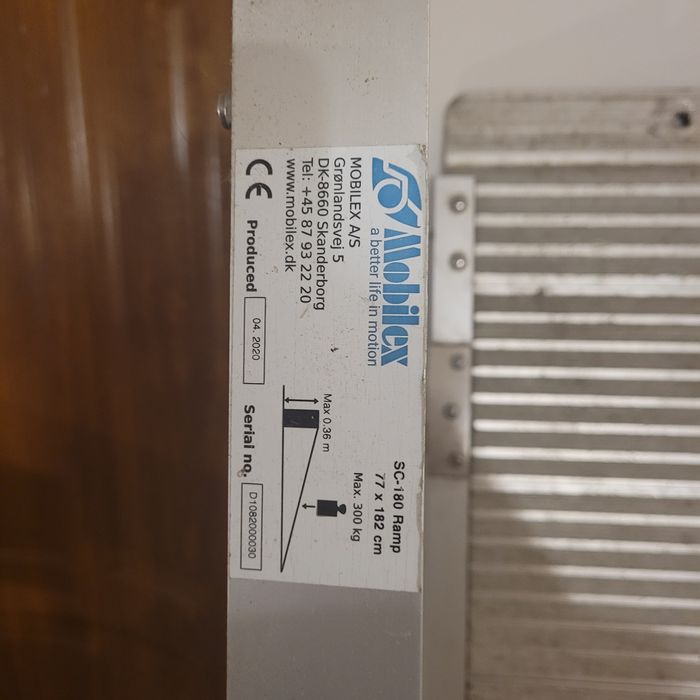 Mobilex
a better life in motion
MOBILEX A/S
Grønlandsvej 5
DK-8660 Skanderborg
Tel: +45 87 93 22 20
www.mobilex.dk
SC-180 Ramp
77 x 182 cm
Max. 300 kg
Max 0.36 m
CE Produced 04. 2020 Serial no. D1082000030